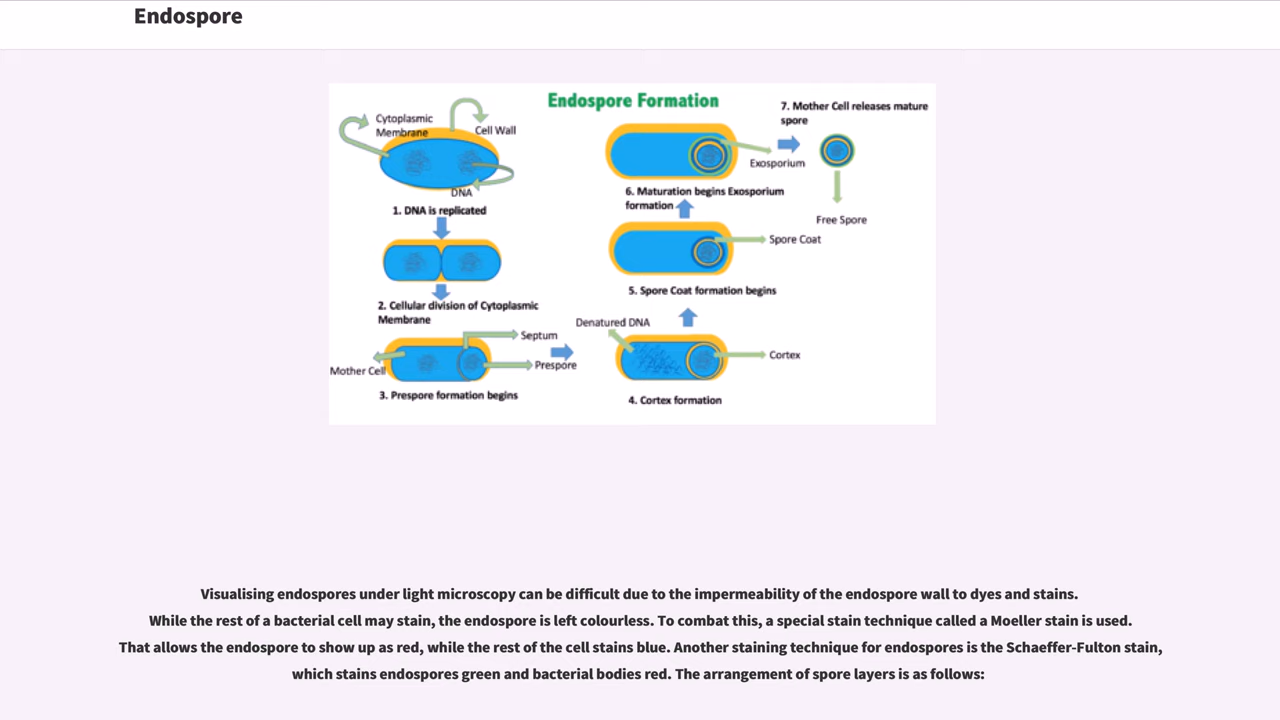 Endospore
Endospore Formation
Cytoplasmic
Membrane
Cell Wall
DNA
1. DNA is replicated
2. Cellular division of Cytoplasmic
Membrane
Septum
Mother Cell
Prespore
3. Prespore formation begins
Denatured DNA
Cortex
4. Cortex formation
Spore Coat
5. Spore Coat formation begins
Exosporium
6. Maturation begins Exosporium
formation
7. Mother Cell releases mature
spore
Free Spore
Visualising endospores under light microscopy can be difficult due to the impermeability of the endospore wall to dyes and stains.
While the rest of a bacterial cell may stain, the endospore is left colourless. To combat this, a special stain technique called a Moeller stain is used.
That allows the endospore to show up as red, while the rest of the cell stains blue. Another staining technique for endospores is the Schaeffer-Fulton stain,
which stains endospores green and bacterial bodies red. The arrangement of spore layers is as follows: